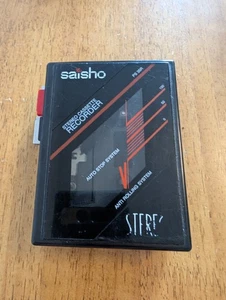 saisho
STEREO CASSETTE
RECORDER
AUTO STOP SYSTEM
ANTI ROLLING SYSTEM
STEREO